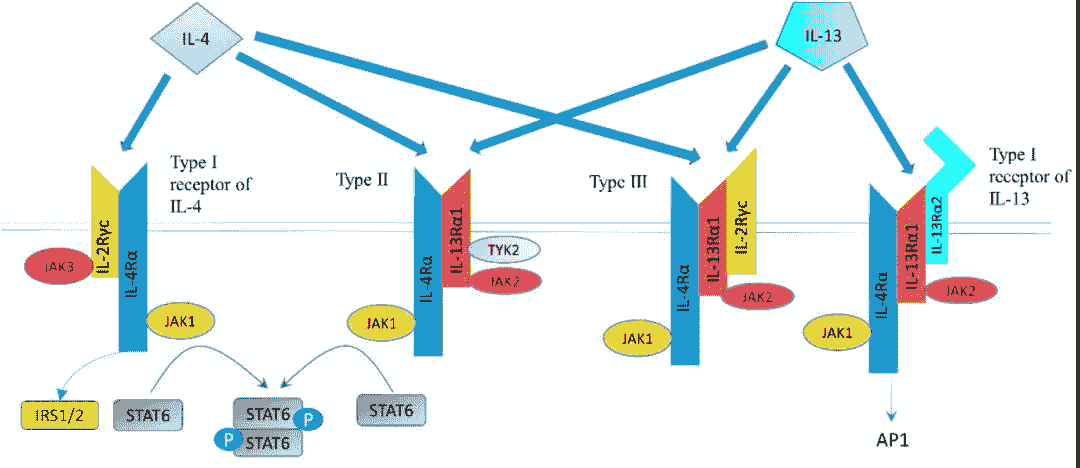 IL-4
IL-13
Type I
receptor of
IL-4
Type II
Type III
Type I
receptor of
IL-13
IL-2Rγc
IL-4Rα
JAK3
JAK1
IL-4Rα
IL-13Rα1
TYK2
JAK2
JAK1
IL-4Rα
IL-13Rα1
IL-2Rγc
JAK2
JAK1
IL-4Rα
IL-13Rα1
IL-13Rα2
JAK2
JAK1
IRS1/2
STAT6
STAT6
P
P
STAT6
STAT6
AP1